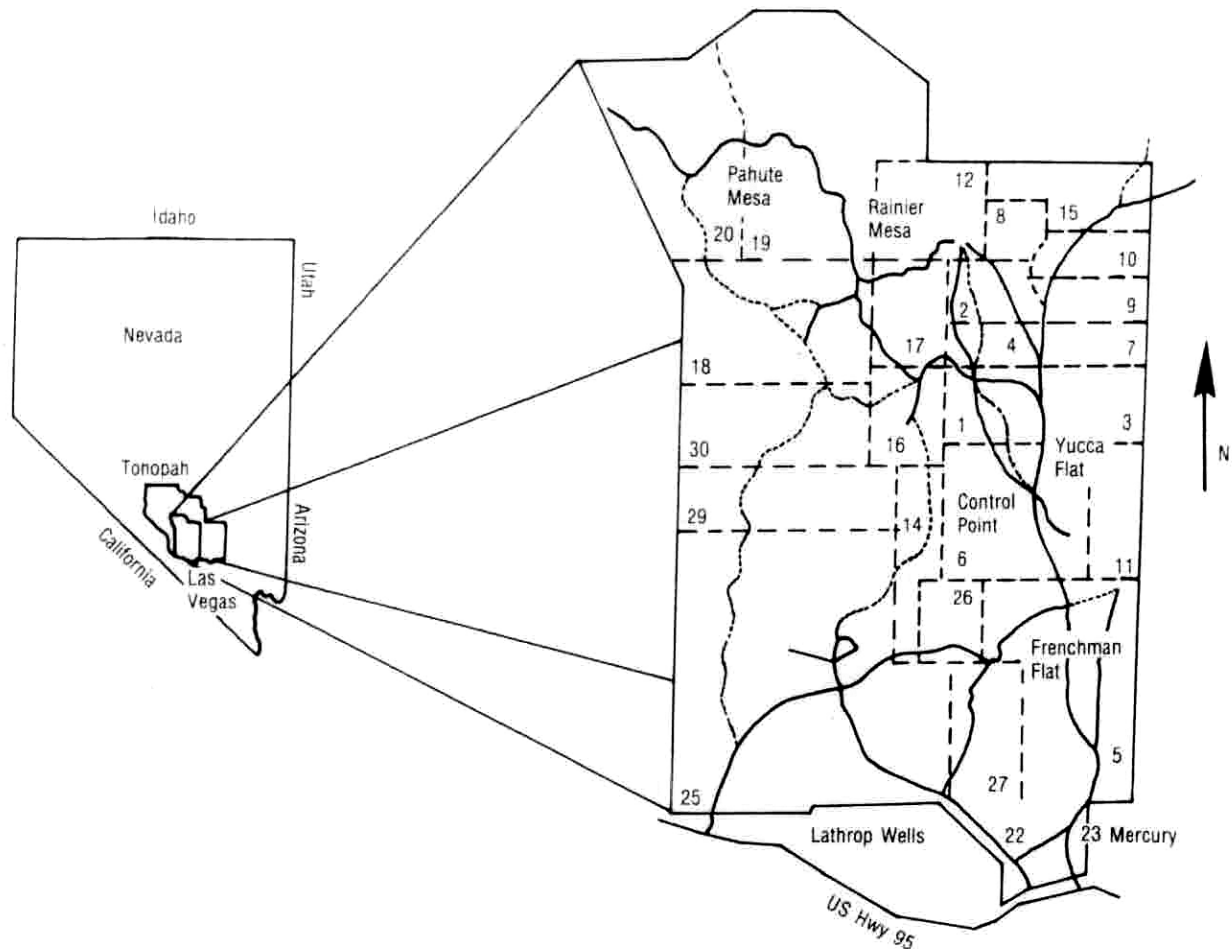 Idaho
Utah
Nevada
Tonopah
California
Las
Vegas
Arizona
Pahute
Mesa
20
19
Rainier
Mesa
12
8
15
10
9
2
17
4
7
18
1
3
16
30
Yucca
Flat
29
14
Control
Point
6
11
26
Frenchman
Flat
5
25
27
Lathrop Wells
22
23 Mercury
US Hwy 95
N